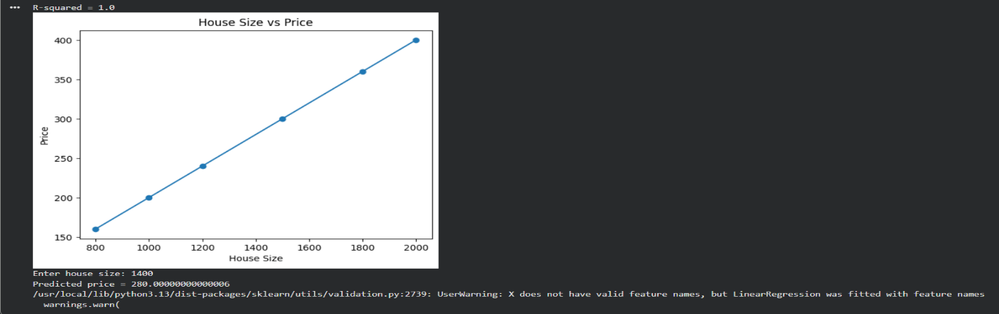 R-squared = 1.0
House Size vs Price
400
350
300
250
200
150
Price
800 1000 1200 1400 1600 1800 2000
House Size
Enter house size: 1400
Predicted price = 280.00000000000006
/usr/local/lib/python3.13/dist-packages/sklearn/utils/validation.py:2739: UserWarning: X does not have valid feature names, but LinearRegression was fitted with feature names
warnings.warn(